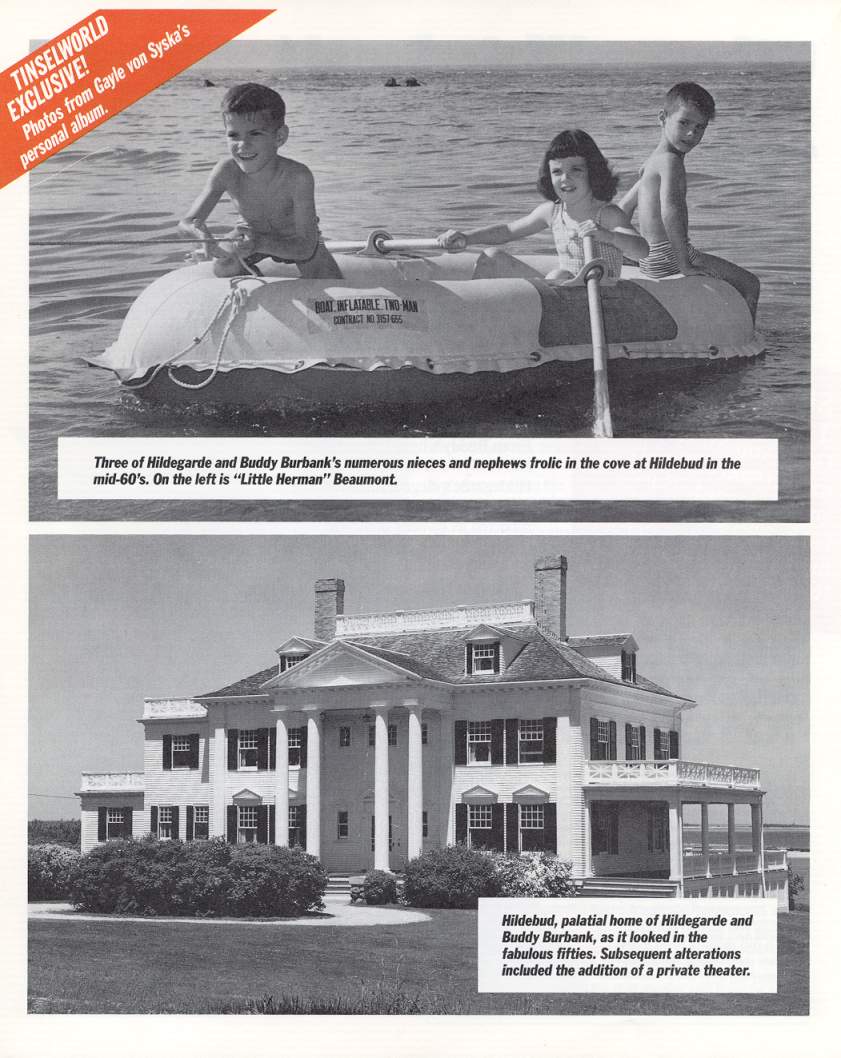 TINSELWORLD
EXCLUSIVE!
Photos from Gayle von Syska's
personal album.
BOAT, INFLATABLE, TWO-MAN
CONTRACT NO. 3157-655
Three of Hildegarde and Buddy Burbank's numerous nieces and nephews frolic in the cove at Hildebud in the
mid-60's. On the left is "Little Herman" Beaumont.
Hildebud, palatial home of Hildegarde and
Buddy Burbank, as it looked in the
fabulous fifties. Subsequent alterations
included the addition of a private theater.